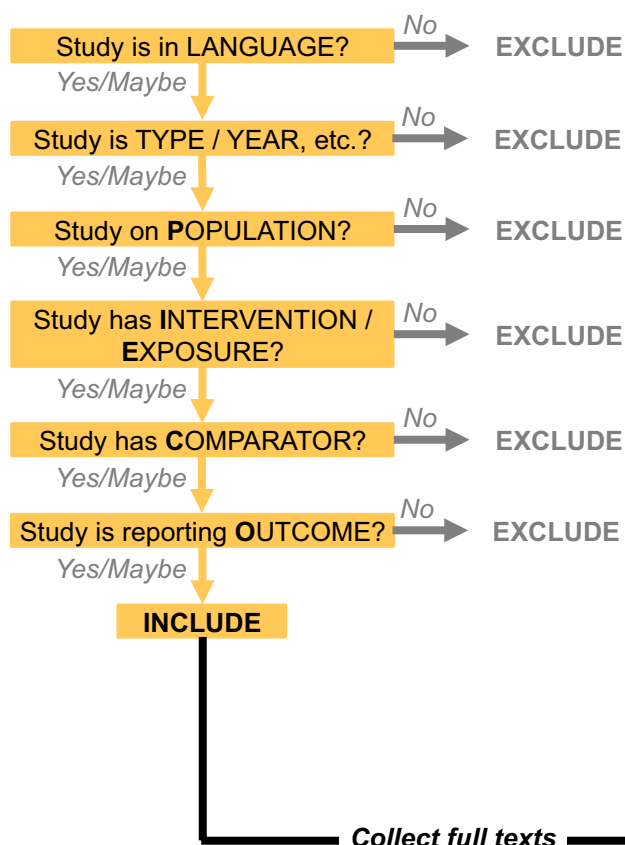 No
Study is in LANGUAGE? EXCLUDE
Yes/Maybe
No
Study is TYPE / YEAR, etc.? EXCLUDE
Yes/Maybe
No
Study on POPULATION? EXCLUDE
Yes/Maybe
Study has INTERVENTION / No
EXPOSURE? EXCLUDE
Yes/Maybe
No
Study has COMPARATOR? EXCLUDE
Yes/Maybe
No
Study is reporting OUTCOME? EXCLUDE
Yes/Maybe
INCLUDE
Collect full texts